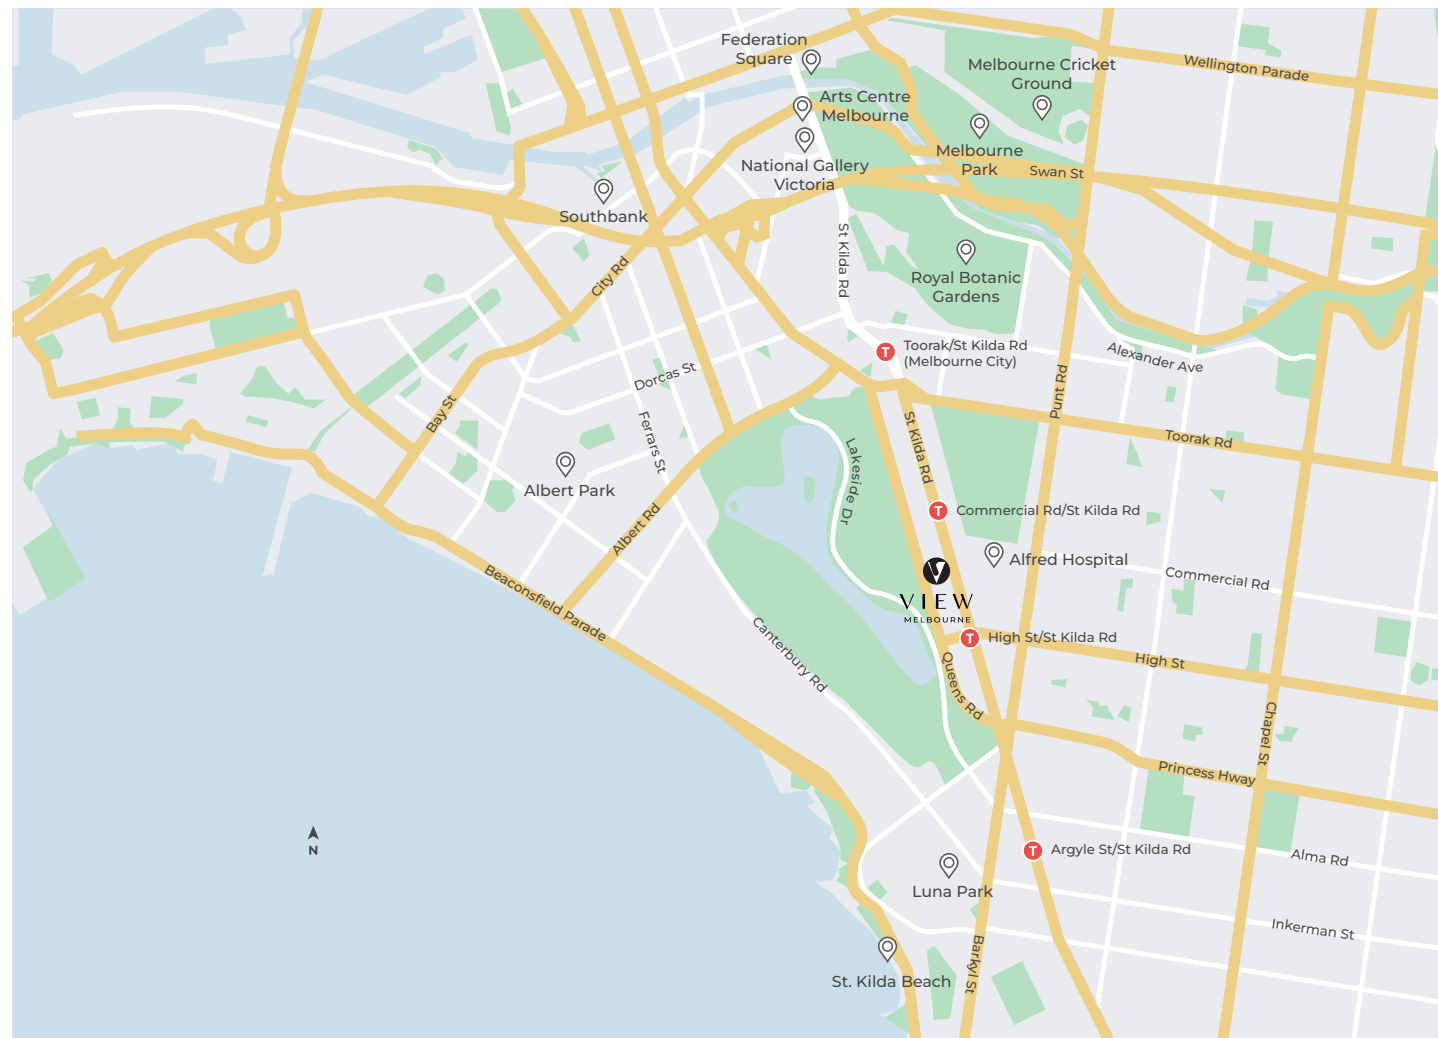 Federation
Square
Melbourne Cricket
Ground
Wellington Parade
Arts Centre
Melbourne
National Gallery
Victoria
Melbourne
Park
Swan St
Southbank
St Kilda Rd
City Rd
Royal Botanic
Gardens
T
Toorak/St Kilda Rd
(Melbourne City)
Alexander Ave
Dorcas St
Punt Rd
Bay St
Ferrars St
Lakeside Dr
St Kilda Rd
Toorak Rd
Albert Park
Albert Rd
T
Commercial Rd/St Kilda Rd
Alfred Hospital
Commercial Rd
VIEW
MELBOURNE
Beaconsfield Parade
T
High St/St Kilda Rd
High St
Canterbury Rd
Queens Rd
Chapel St
Princess Hway
N
T
Argyle St/St Kilda Rd
Alma Rd
Luna Park
Inkerman St
Barkyl St
St. Kilda Beach